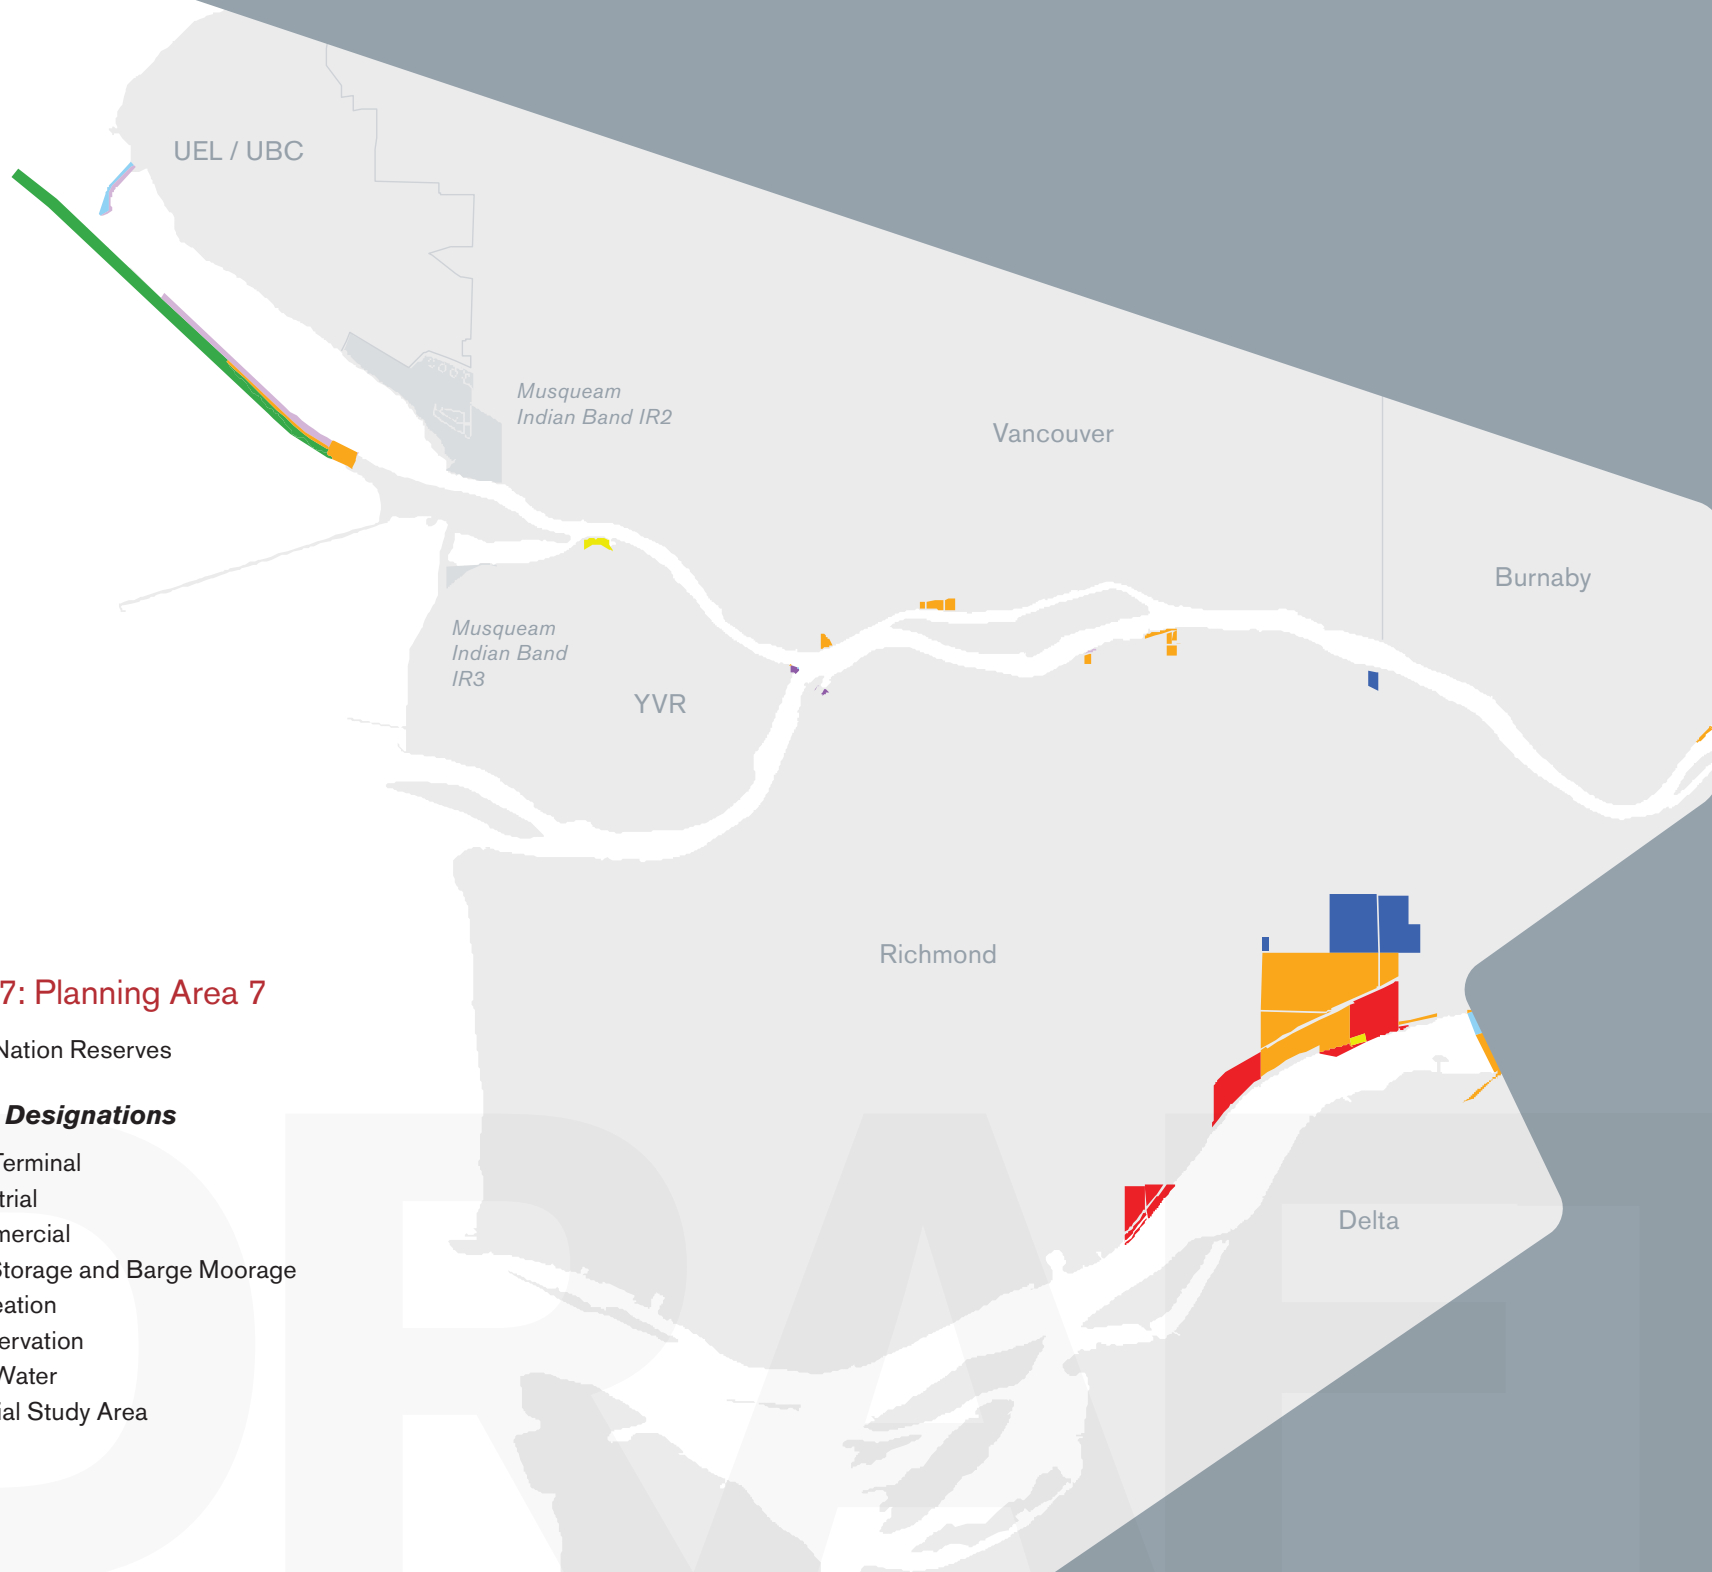 UEL / UBC
Musqueam
Indian Band IR2
Vancouver
Burnaby
Musqueam
Indian Band
IR3
YVR
Richmond
7: Planning Area 7
Nation Reserves
Designations
Terminal
trial
mercial
Storage and Barge Moorage
eation
ervation
Water
ial Study Area
Delta
DRAFT